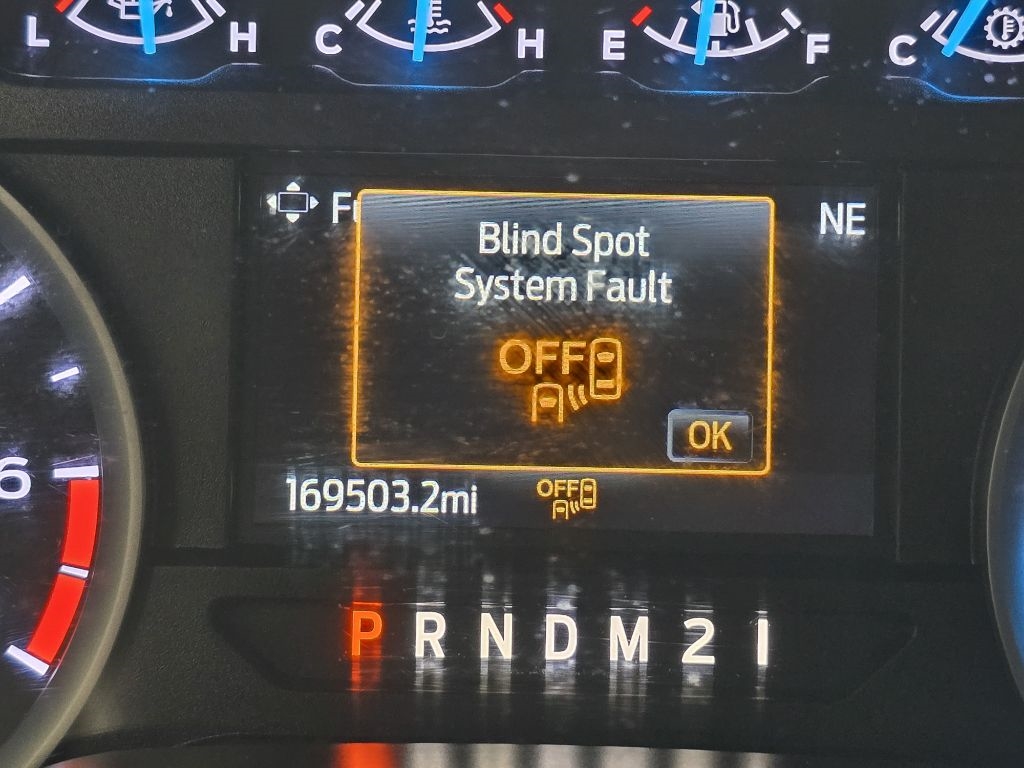 L H C H E F C
F NE
Blind Spot
System Fault
OFF
OK
169503.2mi OFF
6
P R N D M 2 1